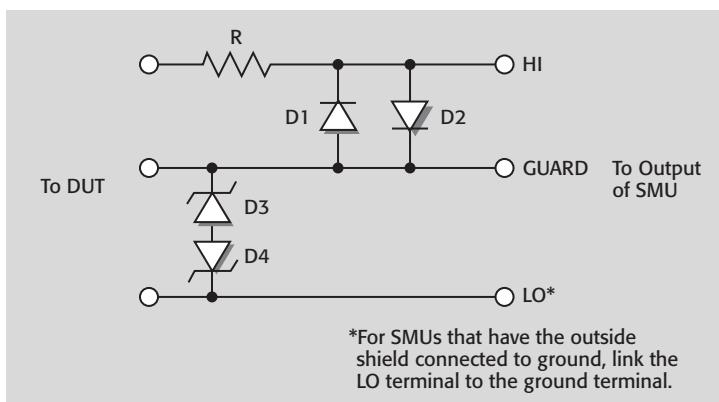 R
HI
D1
D2
To DUT
GUARD
To Output
of SMU
D3
D4
LO*
*For SMUs that have the outside
shield connected to ground, link the
LO terminal to the ground terminal.